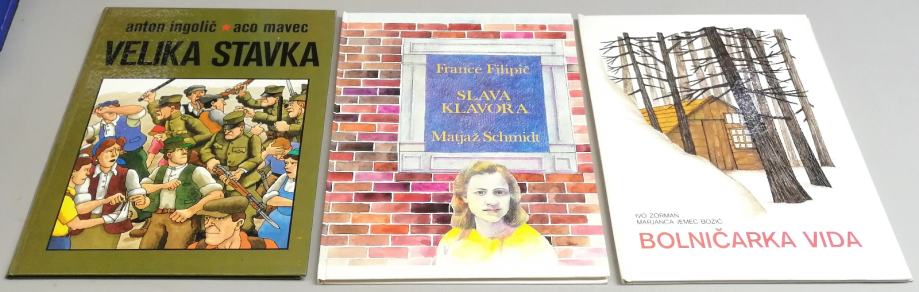 anton ingolič ★ aco mavec
VELIKA STAVKA
France Filipič
SLAVA
KLAVORA
Matjaž Schmidt
IVO ZORMAN
MARJANCA JEMEC BOŽIČ
BOLNIČARKA VIDA